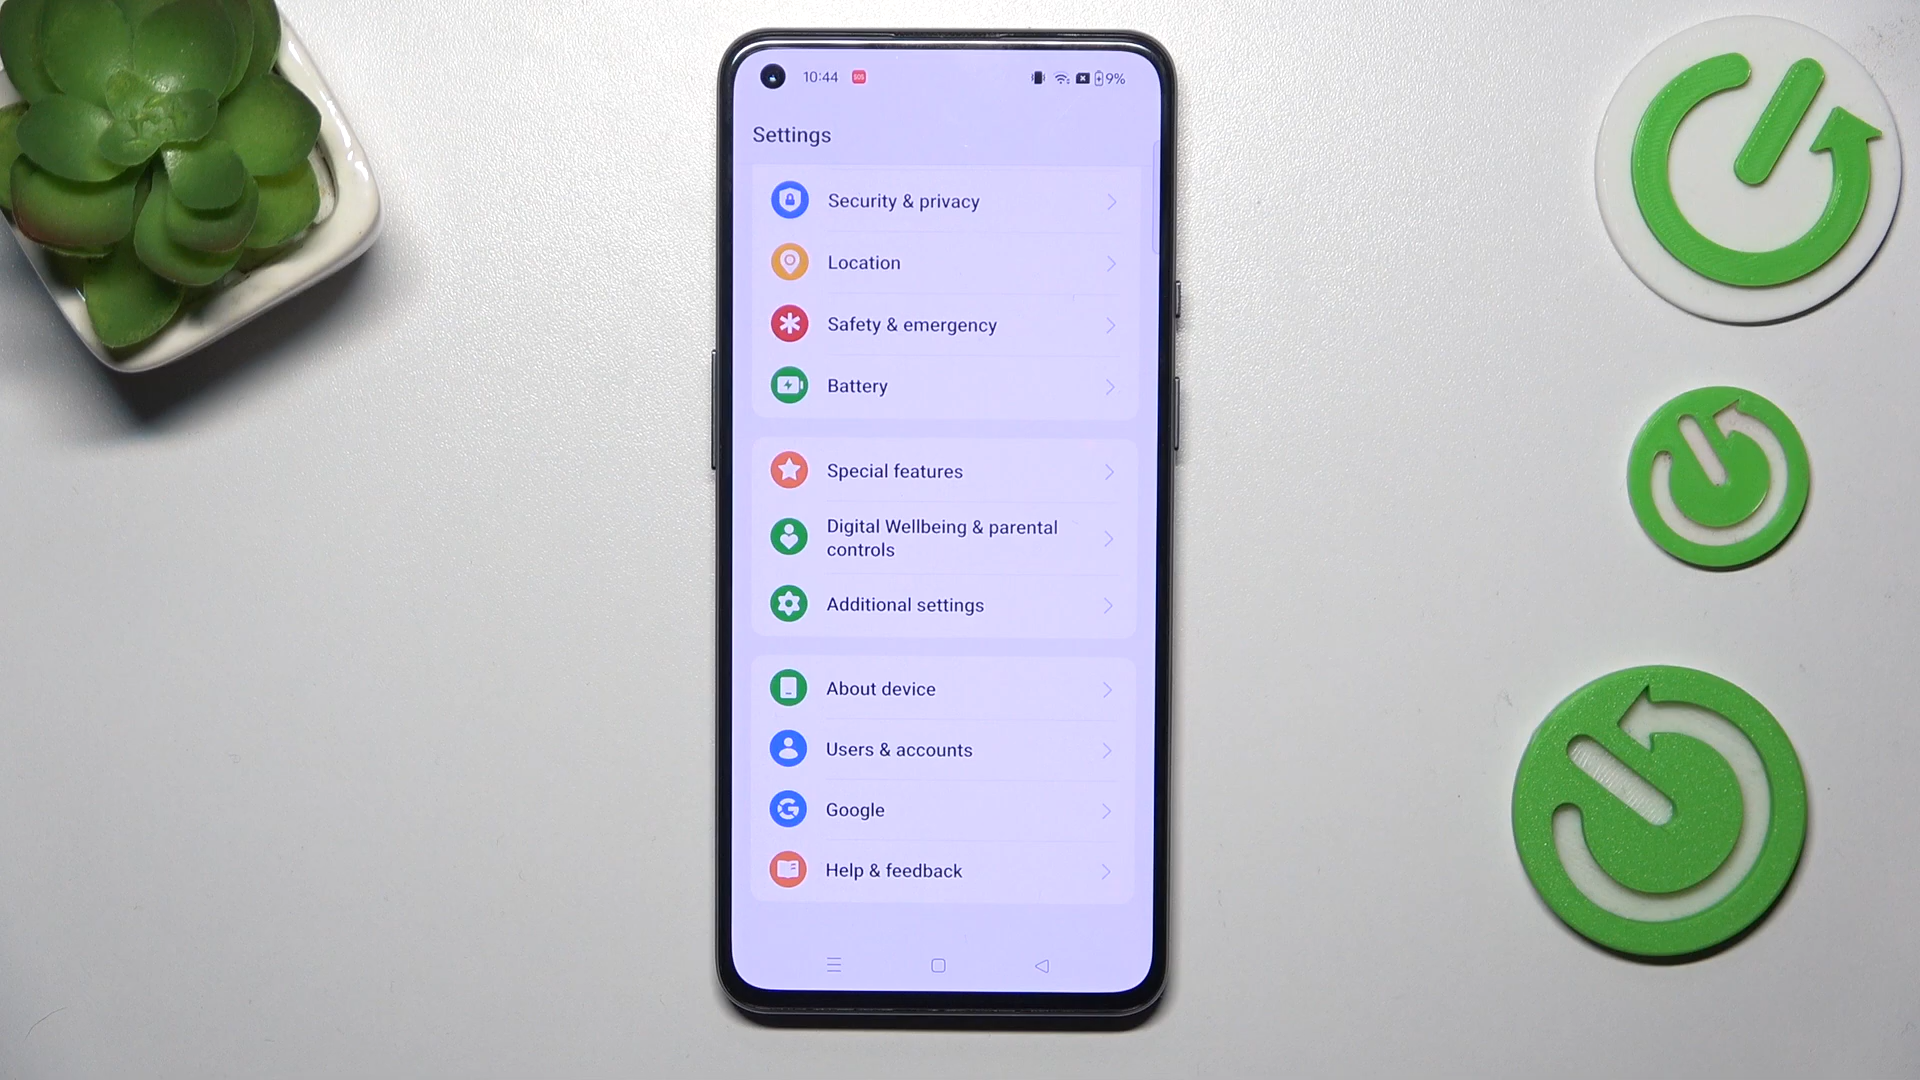 10:44 SOS 9%
Settings
Security & privacy
Location
Safety & emergency
Battery
Special features
Digital Wellbeing & parental
controls
Additional settings
About device
Users & accounts
Google
Help & feedback